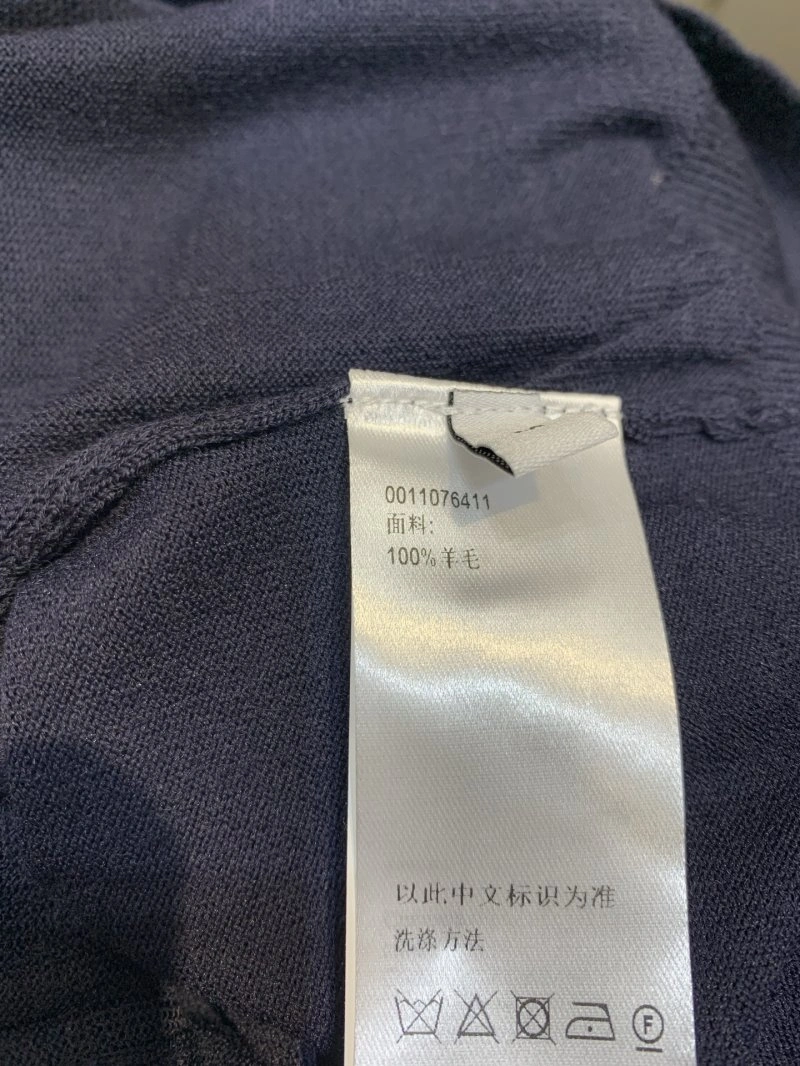 0011076411
面料:
100%羊毛
以此中文标识为准
洗涤方法
F